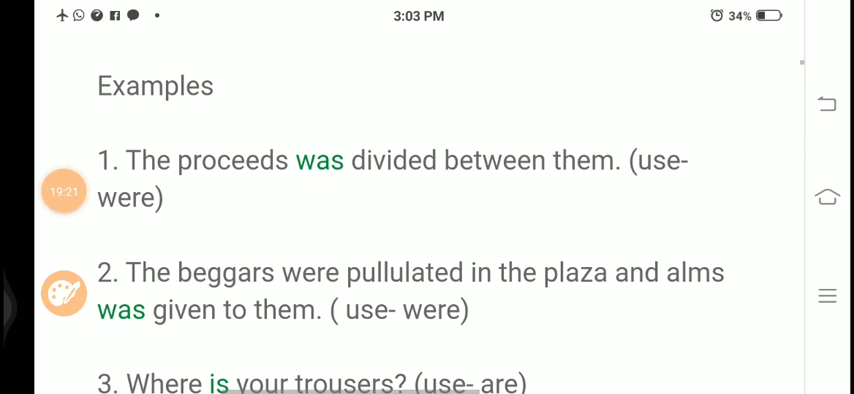 3:03 PM
34%
Examples
1. The proceeds was divided between them. (use-
were)
19:21
2. The beggars were pullulated in the plaza and alms
was given to them. ( use- were)
3. Where is your trousers? (use- are)